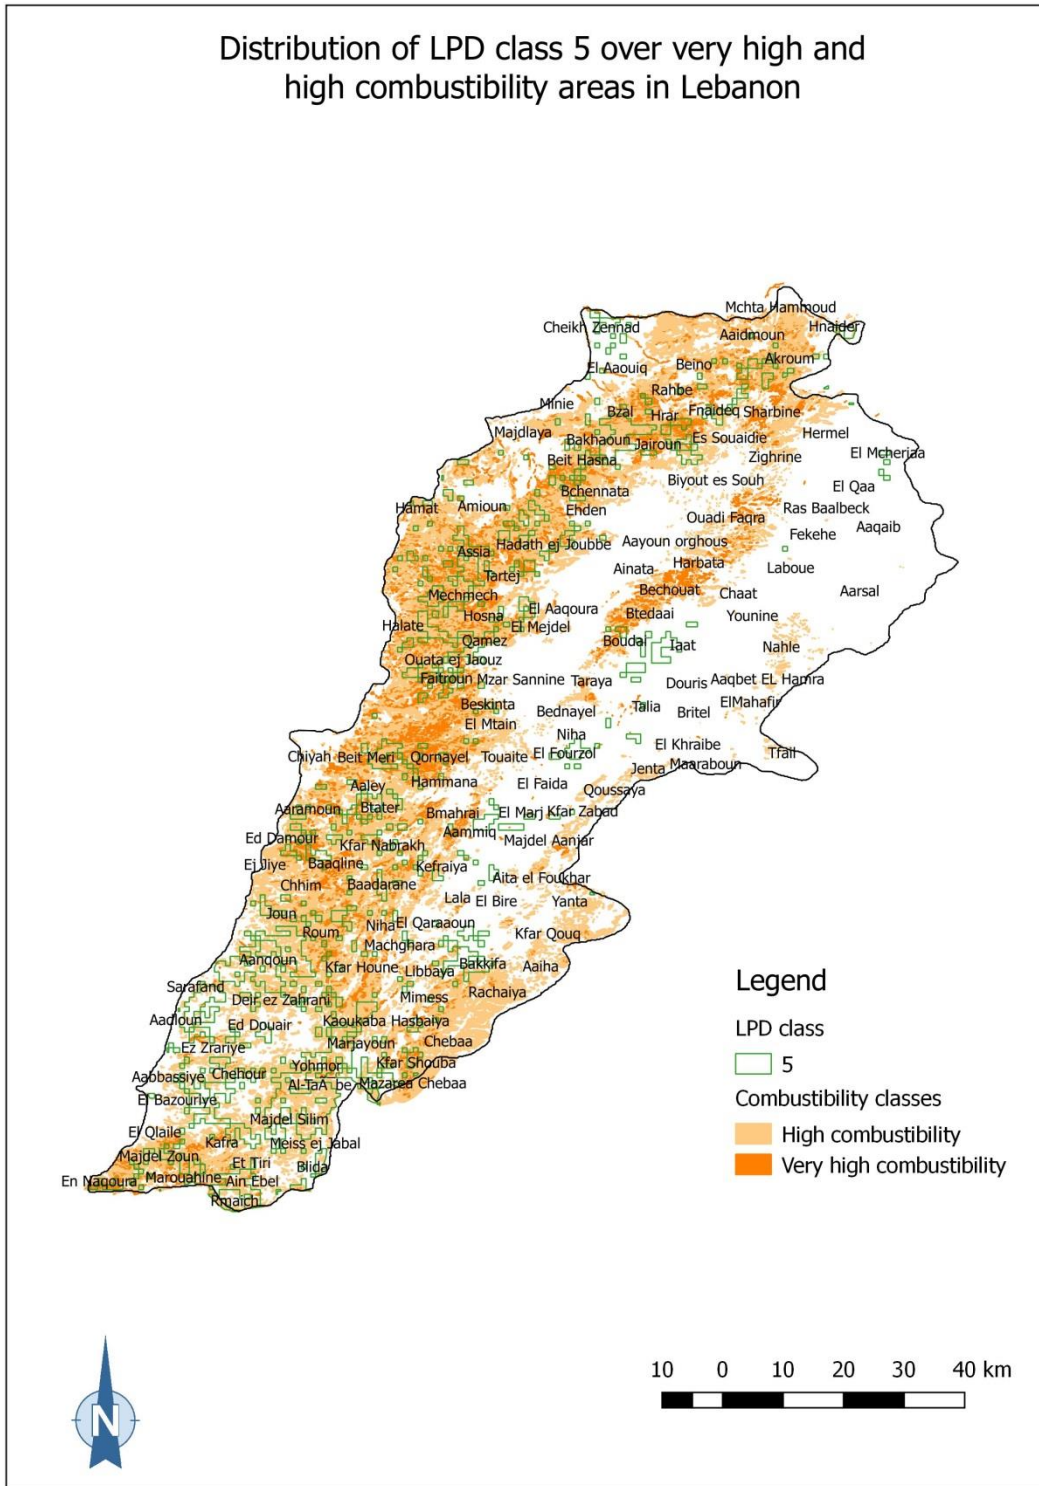 Distribution of LPD class 5 over very high and
high combustibility areas in Lebanon
Mchta Hammoud
Cheikh Zennad
Hnaider
Aaidmoun
Akroum
El Aaouiq
Beino
Rahbe
Minie
Bzal
Hrar
Fnaideq
Sharbine
Majdlaya
Bakhaoun
Jairoun
Es Souaidie
Hermel
Beit Hasna
Zighrine
El Mcherjaa
Bchennata
Biyout es Souh
El Qaa
Hamat
Amioun
Ehden
Ouadi Faqra
Ras Baalbeck
Aaqaib
Assia
Hadath ej Joubbe
Aayoun orghous
Fekehe
Tartej
Ainata
Harbata
Laboue
Mechmech
Bechouat
Chaat
Aarsal
Halate
Hosna
El Aaqoura
El Mejdel
Btedaai
Younine
Qamez
Boudai
Iaat
Nahle
Ouata ej Jaouz
Faitroun
Mzar Sannine
Taraya
Douris
Aaqbet EL Hamra
Beskinta
Bednayel
Talia
Britel
ElMahafir
El Mtain
Niha
El Khraibe
Chiyah
Beit Meri
Qornayel
Touaite
El Fourzol
Jenta
Maaraboun
Tfail
Aaley
Hammana
El Faida
Qoussaya
Aaramoun
Btater
Bmahrai
El Marj
Kfar Zabad
Ed Damour
Kfar Nabrakh
Aammiq
Majdel Aanjar
Ej Jiye
Baaqline
Kefraiya
Aita el Foukhar
Chhim
Baadarane
Lala
El Bire
Yanta
Joun
Roum
Niha
El Qaraaoun
Kfar Qouq
Machghara
Aanqoun
Kfar Houne
Libbaya
Bakkifa
Aaiha
Sarafand
Deir ez Zahrani
Mimess
Rachaiya
Aadloun
Ed Douair
Kaoukaba
Hasbaiya
Ez Zrariye
Marjayoun
Chebaa
Aabbassiye
Chehour
Yohmor
Kfar Shouba
Al-TaA be
Mazarea Chebaa
El Bazouriye
El Qlaile
Majdel Silim
Kafra
Meiss ej Jabal
Majdel Zoun
Et Tiri
Blida
En Naqoura
Marouahine
Ain Ebel
Rmaich
Legend
LPD class
5
Combustibility classes
High combustibility
Very high combustibility
10 0 10 20 30 40 km
N